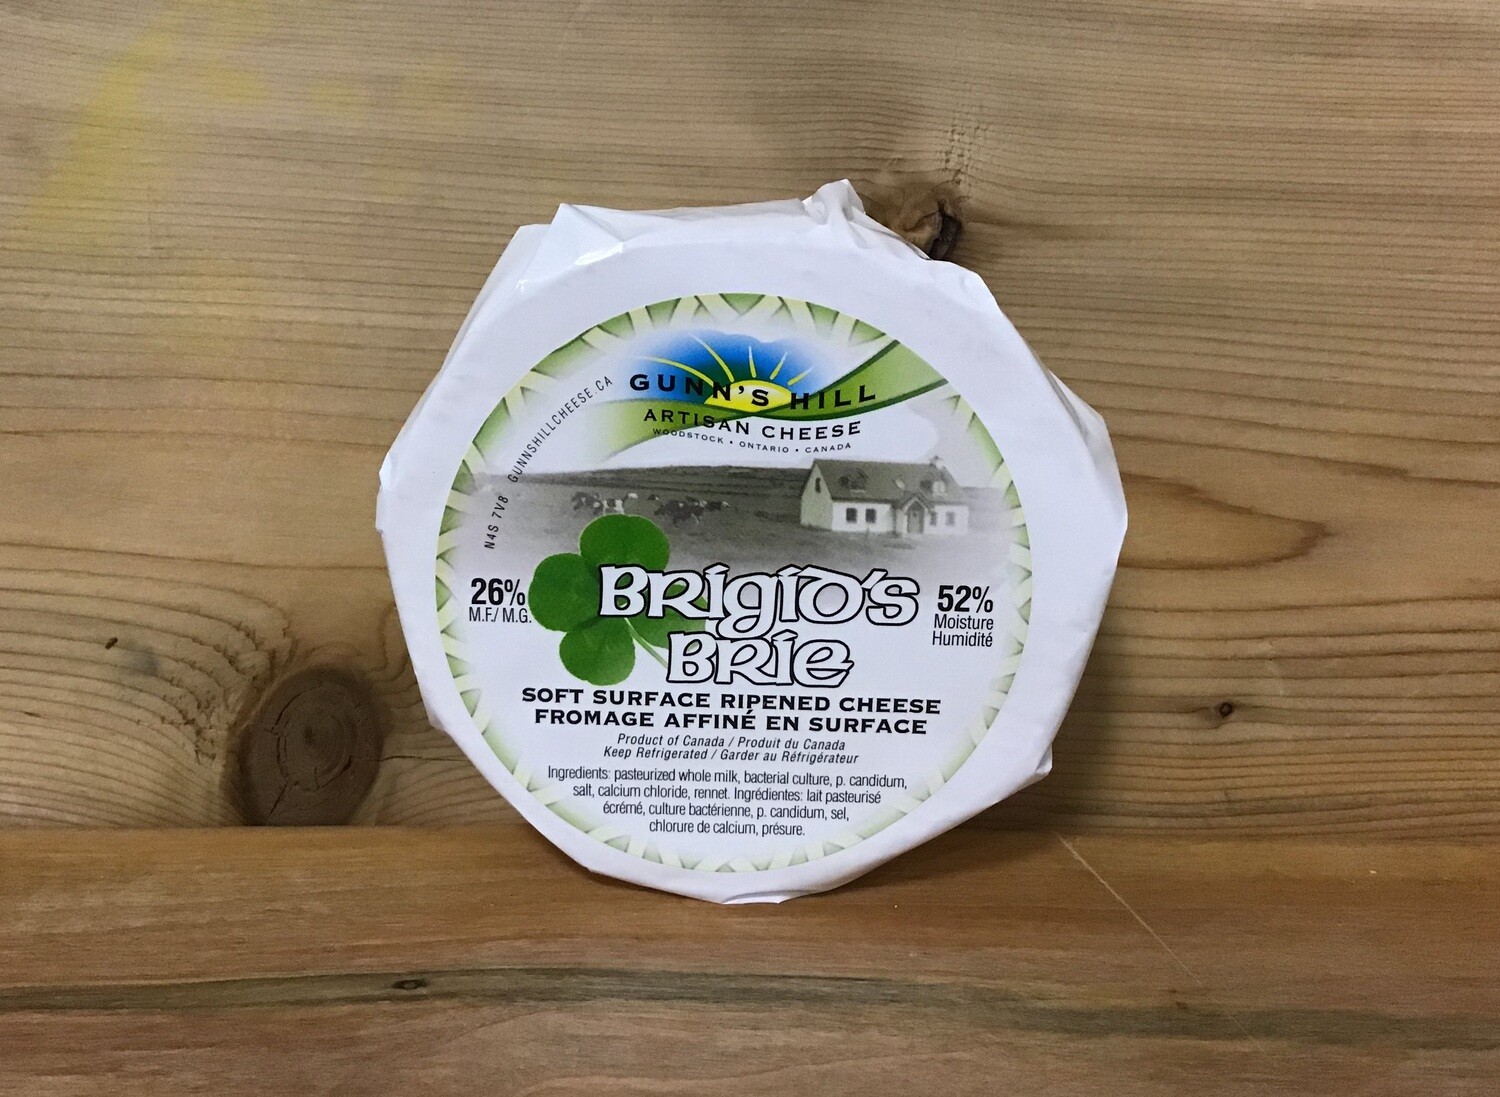 GUNN'S HILL
ARTISAN CHEESE
WOODSTOCK • ONTARIO • CANADA
N4S 7V8 GUNNSHILLCHEESE.CA
26%
M.F./ M.G.
BRIGID'S
BRIE
52%
Moisture
Humidité
SOFT SURFACE RIPENED CHEESE
FROMAGE AFFINÉ EN SURFACE
Product of Canada / Produit du Canada
Keep Refrigerated / Garder au Réfrigérateur
Ingredients: pasteurized whole milk, bacterial culture, p. candidum,
salt, calcium chloride, rennet. Ingrédientes: lait pasteurisé
écrémé, culture bactérienne, p. candidum, sel,
chlorure de calcium, présure.